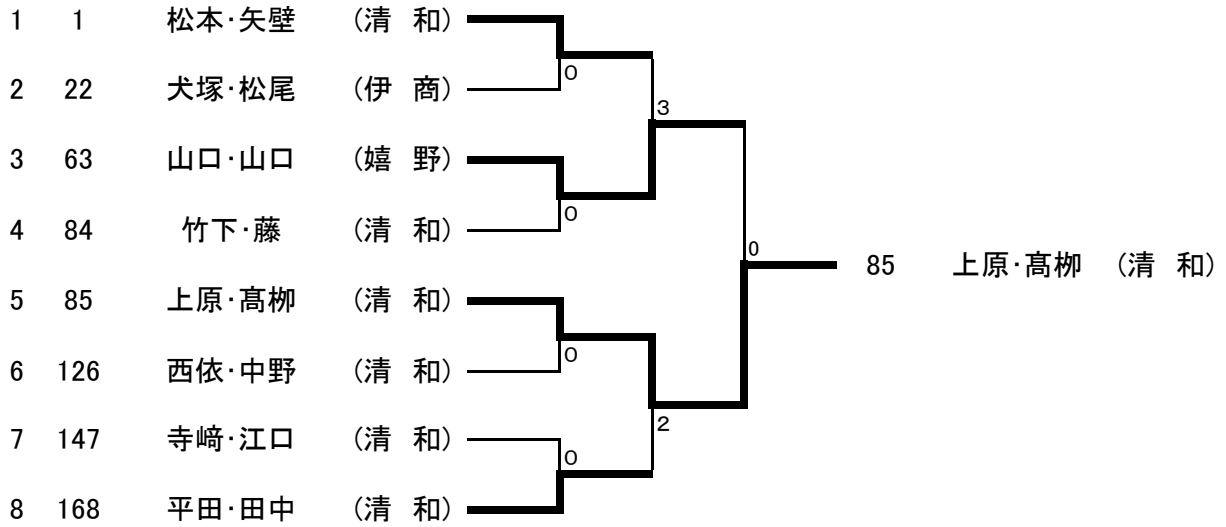 1 1 松本・矢壁 (清 和)
0
2 22 犬塚・松尾 (伊 商)
3
3 63 山口・山口 (嬉 野)
0
4 84 竹下・藤 (清 和)
0
85 上原・髙栁 (清 和)
5 85 上原・髙栁 (清 和)
0
6 126 西依・中野 (清 和)
2
7 147 寺﨑・江口 (清 和)
0
8 168 平田・田中 (清 和)